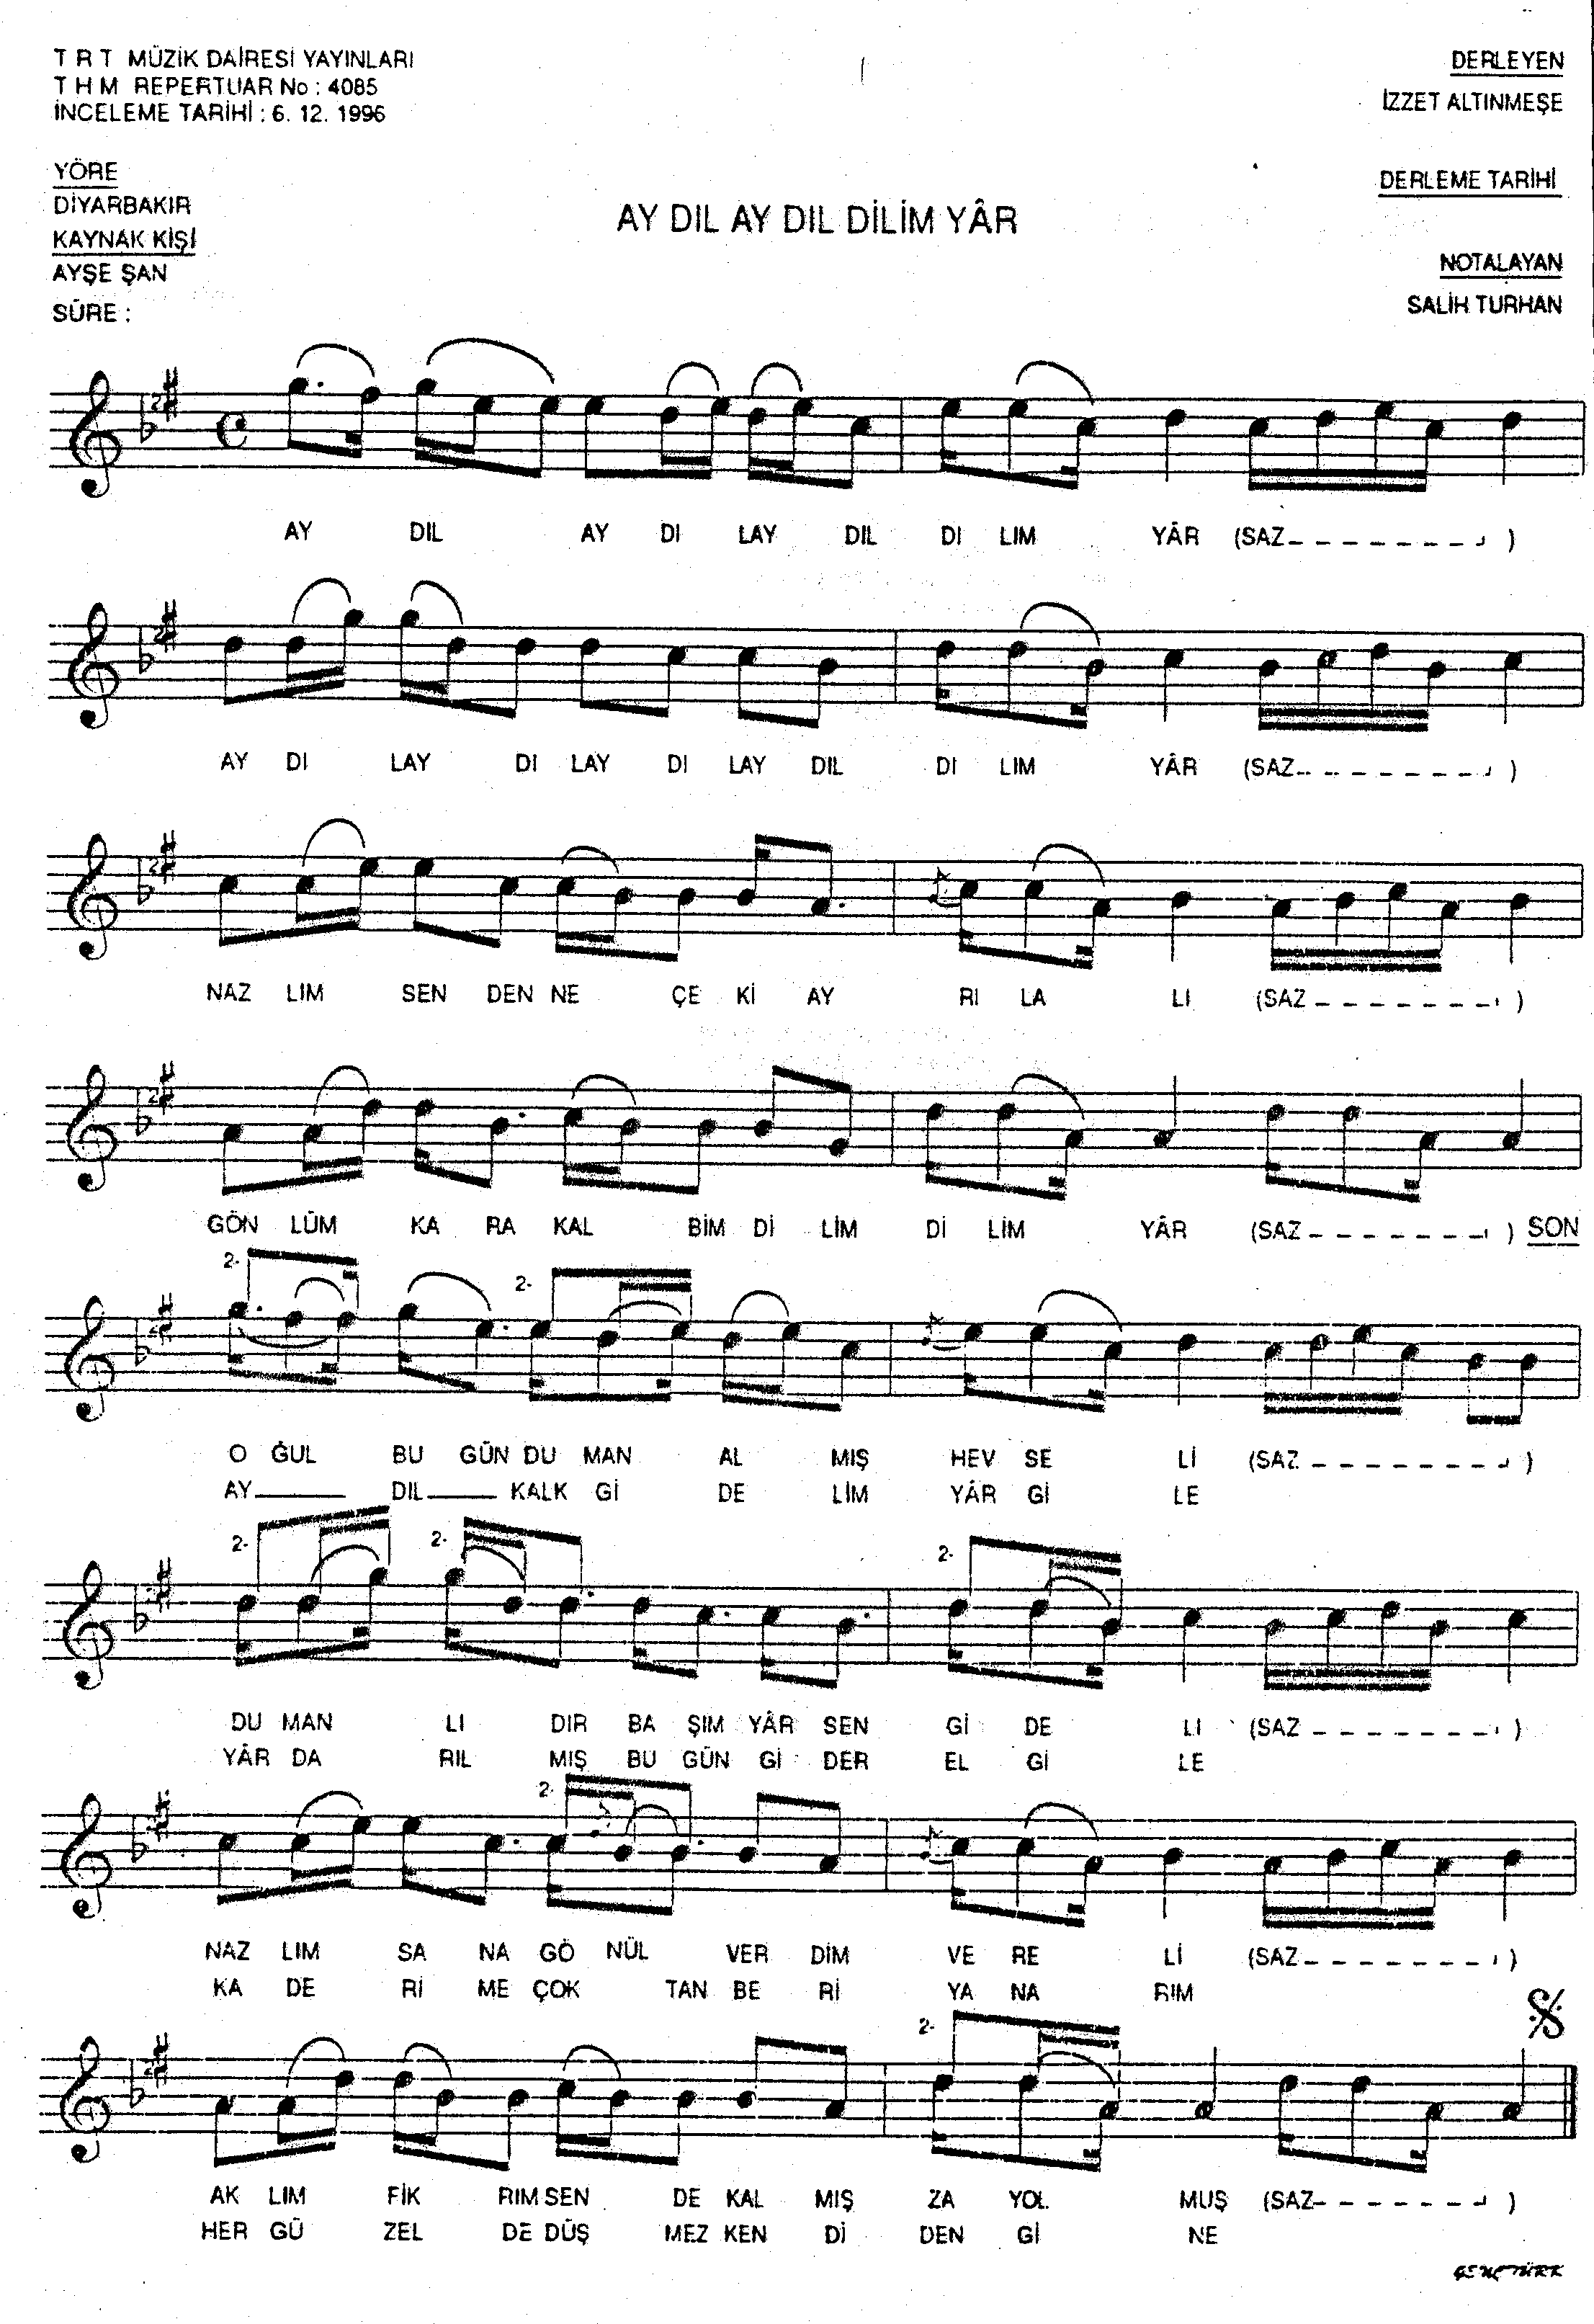 T R T MÜZİK DAİRESİ YAYINLARI
T H M REPERTUAR No : 4085
İNCELEME TARİHİ : 6. 12. 1996
DERLEYEN
İZZET ALTINMEŞE
YÖRE
DİYARBAKIR
KAYNAK KİŞİ
AYŞE ŞAN
SÜRE :
AY DIL AY DIL DİLİM YÂR
DERLEME TARİHİ
NOTALAYAN
SALİH TURHAN
AY DIL AY DI LAY DIL DI LIM YÂR (SAZ _ _ _ _ _ _ _ _ )
AY DI LAY DI LAY DI LAY DIL DI LIM YÂR (SAZ _ _ _ _ _ _ _ _ )
NAZ LIM SEN DEN NE ÇE Kİ AY RI LA LI (SAZ _ _ _ _ _ _ _ )
GÖN LÜM KA RA KAL BİM Dİ LİM Dİ LİM YÂR (SAZ _ _ _ _ _ _ _ ) SON
2- 2-
O ĞUL BU GÜN DU MAN AL MIŞ HEV SE Lİ (SAZ _ _ _ _ _ _ _ _ )
AY_____ DIL_____ KALK Gİ DE LİM YÂR Gİ LE
2- 2- 2-
DU MAN LI DIR BA ŞIM YÂR SEN Gİ DE LI (SAZ _ _ _ _ _ _ _ )
YÂR DA RIL MIŞ BU GÜN Gİ DER EL Gİ LE
2-
NAZ LIM SA NA GÖ NÜL VER DİM VE RE Lİ (SAZ _ _ _ _ _ _ _ )
KA DE Rİ ME ÇOK TAN BE Rİ YA NA RIM
2-
AK LIM FİK RIM SEN DE KAL MIŞ ZA YOL MUŞ (SAZ _ _ _ _ _ _ _ )
HER GÜ ZEL DE DÜŞ MEZ KEN Dİ DEN Gİ NE
GENÇTÜRK